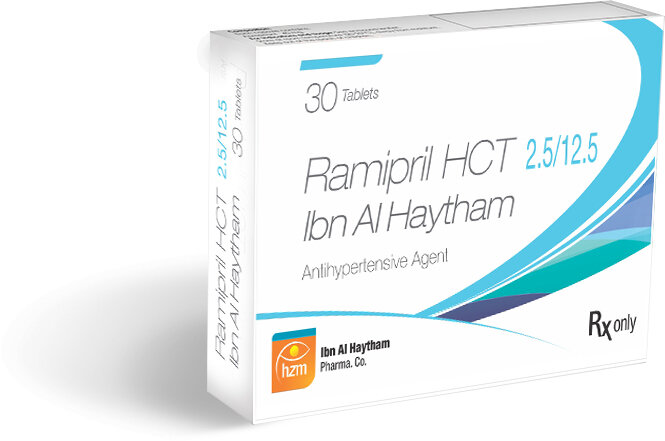 30 Tablets
Ramipril HCT 2.5/12.5
Ibn Al Haytham
Antihypertensive Agent
Rx only
hzm
Ibn Al Haytham
Pharma. Co.
Ramipril HCT 2.5/12.5 30 Tablets
Ibn Al Haytham